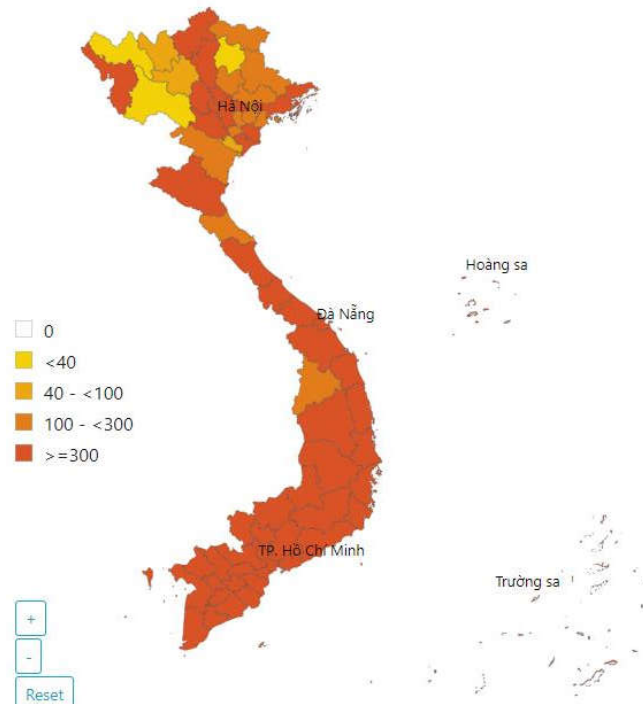 Hà Nội
Hoàng sa
Đà Nẵng
0
<40
40 - <100
100 - <300
>=300
TP. Hồ Chí Minh
Trường sa
+
-
Reset